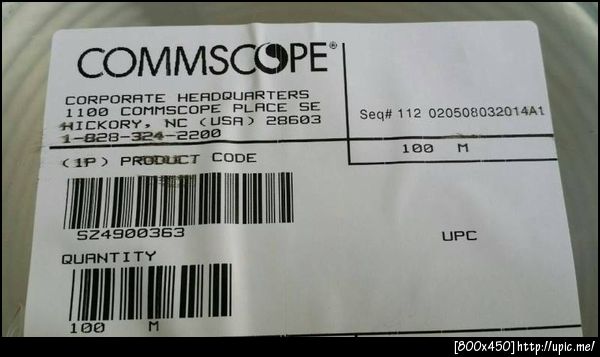 COMMSCOPE®
CORPORATE HEADQUARTERS
1100 COMMSCOPE PLACE SE
HICKORY, NC (USA) 28603
1-828-324-2200
Seq# 112 020508032014A1
100 M
(1P) PRODUCT CODE
SZ4900363
UPC
QUANTITY
100 M
[800x450]http://upic.me/